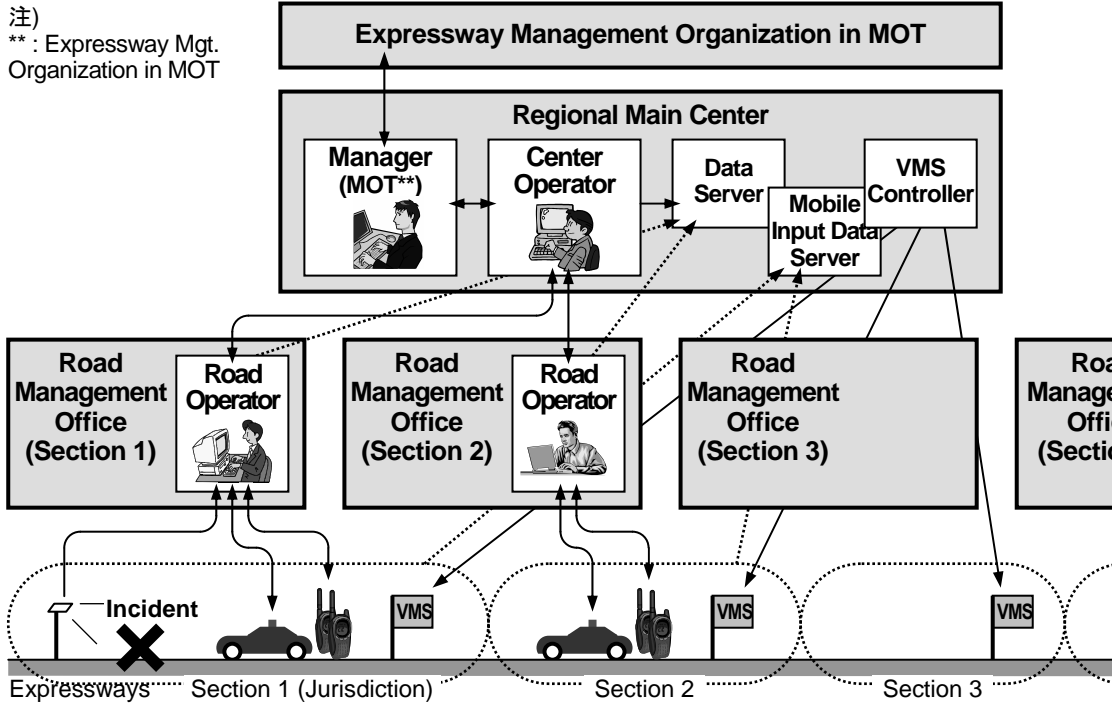 注)
** : Expressway Mgt.
Organization in MOT
Expressway Management Organization in MOT
Regional Main Center
Manager
(MOT**)
Center
Operator
Data
Server
Mobile
Input Data
Server
VMS
Controller
Road
Management
Office
(Section 1)
Road
Operator
Road
Management
Office
(Section 2)
Road
Operator
Road
Management
Office
(Section 3)
Incident
VMS
VMS
VMS
Expressways
Section 1 (Jurisdiction)
Section 2
Section 3